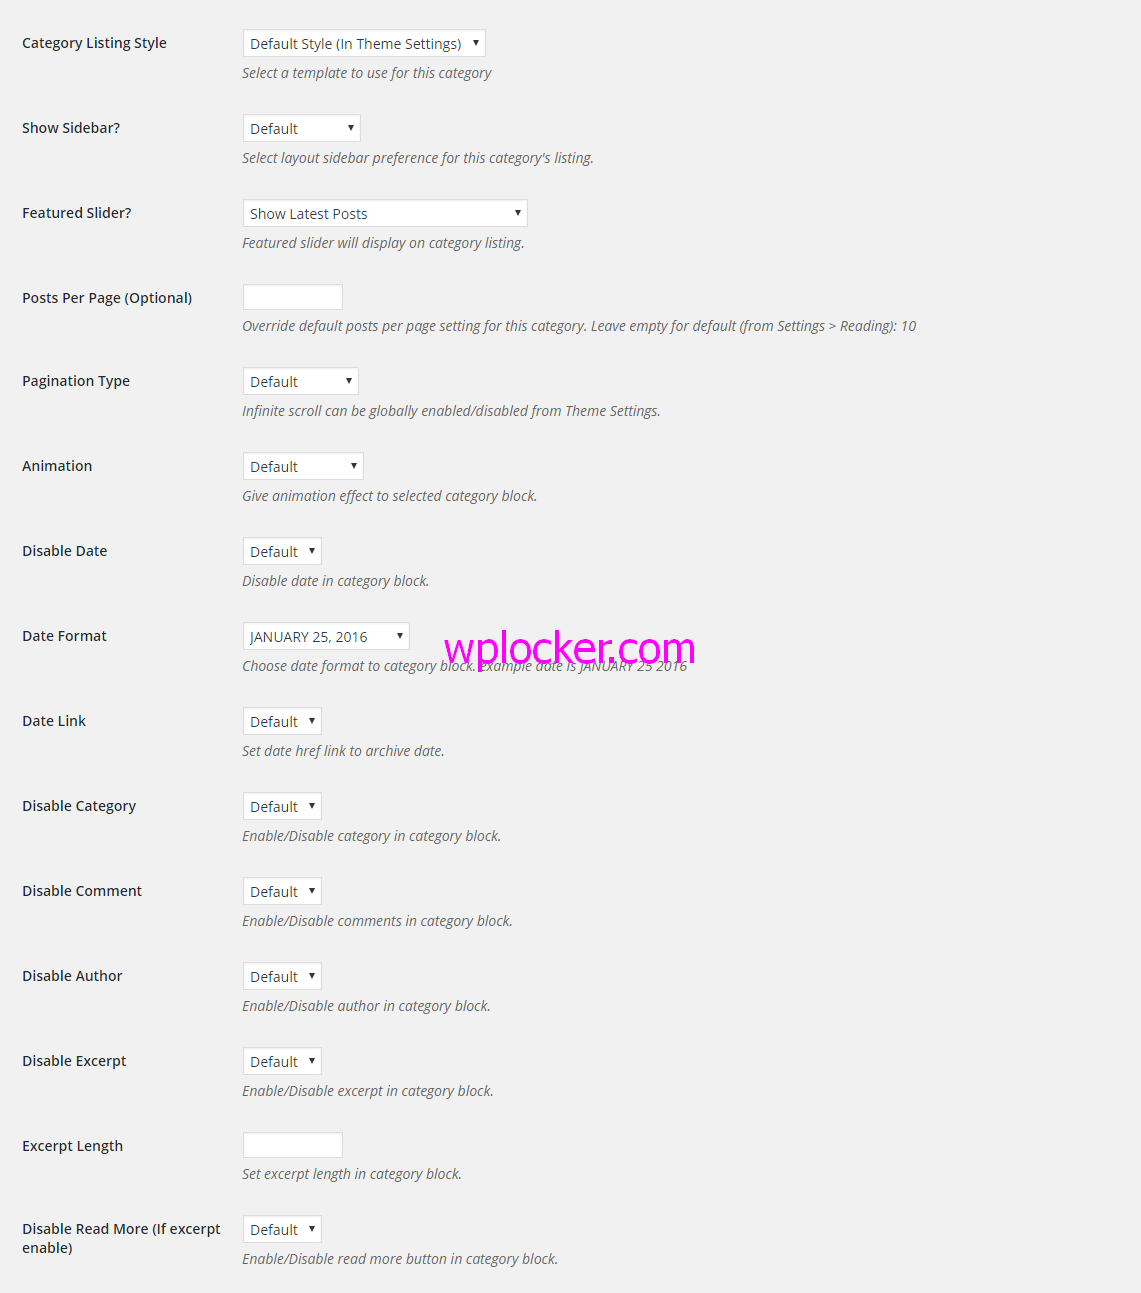 Category Listing Style
Default Style (In Theme Settings)
Select a template to use for this category
Show Sidebar?
Default
Select layout sidebar preference for this category's listing.
Featured Slider?
Show Latest Posts
Featured slider will display on category listing.
Posts Per Page (Optional)
Override default posts per page setting for this category. Leave empty for default (from Settings > Reading): 10
Pagination Type
Default
Infinite scroll can be globally enabled/disabled from Theme Settings.
Animation
Default
Give animation effect to selected category block.
Disable Date
Default
Disable date in category block.
Date Format
JANUARY 25, 2016
wplocker.com
Choose date format to category block. example date is JANUARY 25 2016
Date Link
Default
Set date href link to archive date.
Disable Category
Default
Enable/Disable category in category block.
Disable Comment
Default
Enable/Disable comments in category block.
Disable Author
Default
Enable/Disable author in category block.
Disable Excerpt
Default
Enable/Disable excerpt in category block.
Excerpt Length
Set excerpt length in category block.
Disable Read More (If excerpt
enable)
Default
Enable/Disable read more button in category block.